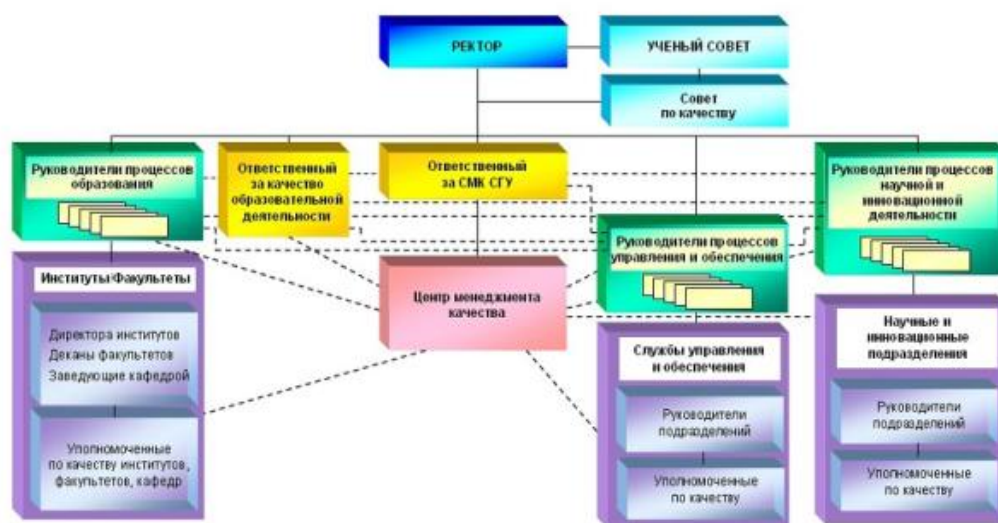 РЕКТОР
УЧЕНЫЙ СОВЕТ
Совет
по качеству
Руководители процессов
образования
Ответственный
за качество
образовательной
деятельности
Ответственный
за СМК СГУ
Руководители процессов
научной и
инновационной
деятельности
Руководители процессов
управления и обеспечения
Институты/Факультеты
Директора институтов
Деканы факультетов
Заведующие кафедрой
Уполномоченные
по качеству институтов,
факультетов, кафедр
Центр менеджмента
качества
Службы управления
и обеспечения
Руководители
подразделений
Уполномоченные
по качеству
Научные и
инновационные
подразделения
Руководители
подразделений
Уполномоченные
по качеству